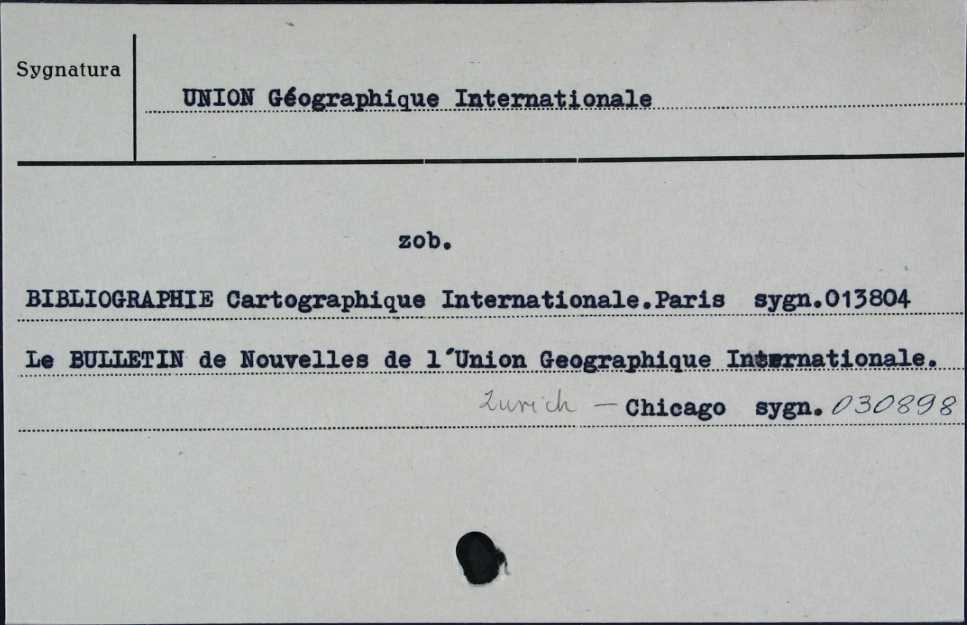 Sygnatura
UNION Géographique Internationale
zob.
BIBLIOGRAPHIE Cartographique Internationale.Paris sygn.013804
Le BULLETIN de Nouvelles de l'Union Geographique Internationale.
Zurich — Chicago sygn. 030898